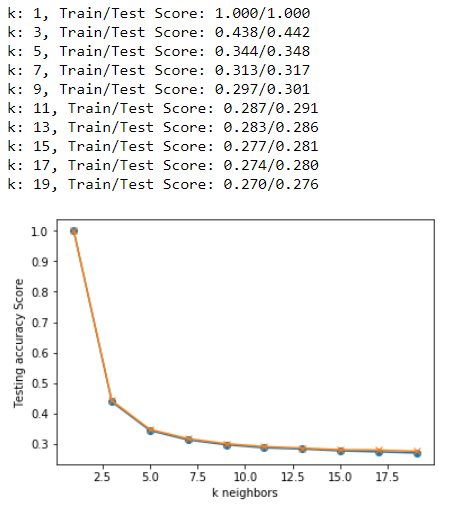 k: 1, Train/Test Score: 1.000/1.000
k: 3, Train/Test Score: 0.438/0.442
k: 5, Train/Test Score: 0.344/0.348
k: 7, Train/Test Score: 0.313/0.317
k: 9, Train/Test Score: 0.297/0.301
k: 11, Train/Test Score: 0.287/0.291
k: 13, Train/Test Score: 0.283/0.286
k: 15, Train/Test Score: 0.277/0.281
k: 17, Train/Test Score: 0.274/0.280
k: 19, Train/Test Score: 0.270/0.276
Testing accuracy Score
1.0
0.9
0.8
0.7
0.6
0.5
0.4
0.3
2.5 5.0 7.5 10.0 12.5 15.0 17.5
k neighbors